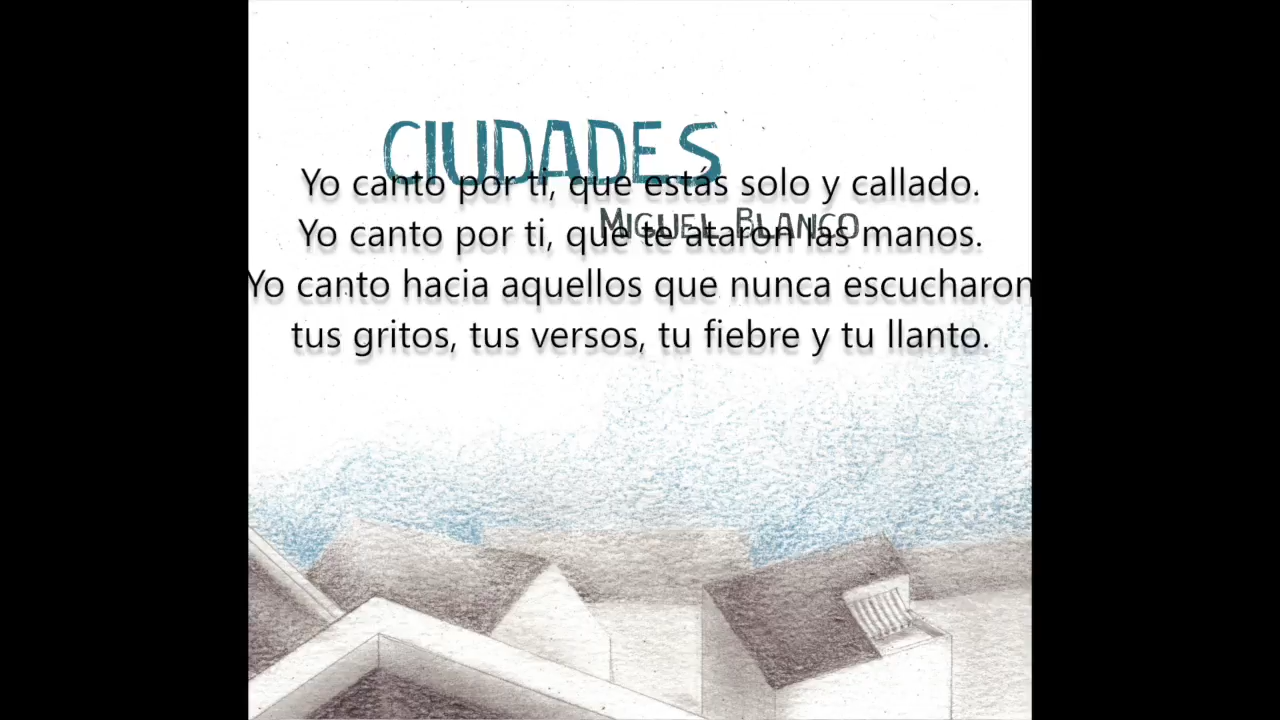 CIUDADES
Yo canto por ti, que estás solo y callado.
Miguel Blanco
Yo canto por ti, que te ataron las manos.
Yo canto hacia aquellos que nunca escucharon
tus gritos, tus versos, tu fiebre y tu llanto.